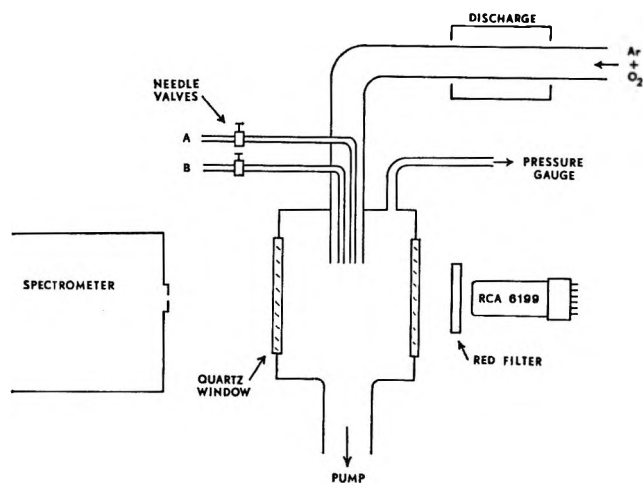 DISCHARGE
Ar
+
O2
NEEDLE
VALVES
A
B
PRESSURE
GAUGE
SPECTROMETER
RCA 6199
RED FILTER
QUARTZ
WINDOW
PUMP